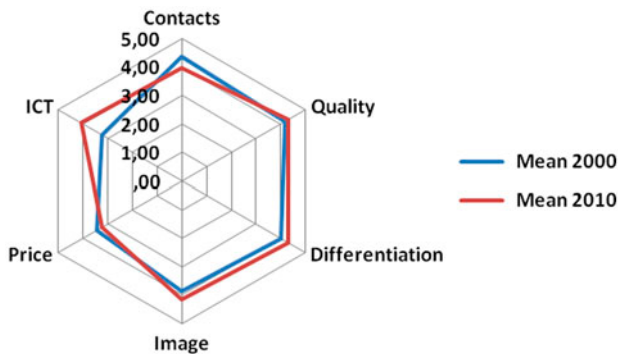 Contacts
5,00
4,00
3,00
2,00
1,00
,00
ICT
Quality
Price
Differentiation
Image
Mean 2000
Mean 2010